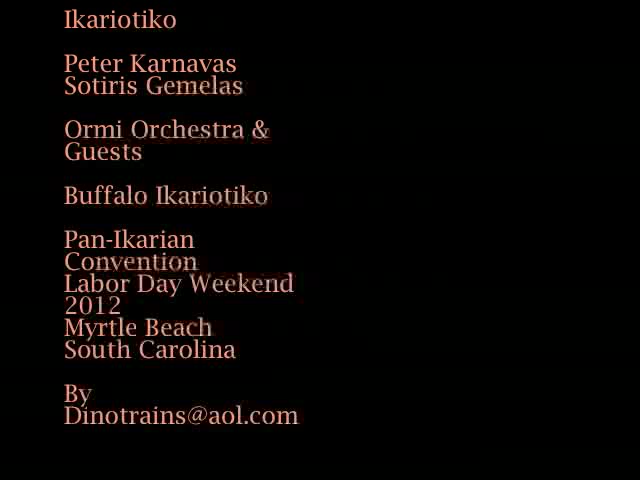 Ikariotiko
Peter Karnavas
Sotiris Gemelas
Ormi Orchestra &
Guests
Buffalo Ikariotiko
Pan-Ikarian
Convention
Labor Day Weekend
2012
Myrtle Beach
South Carolina
By
Dinotrains@aol.com